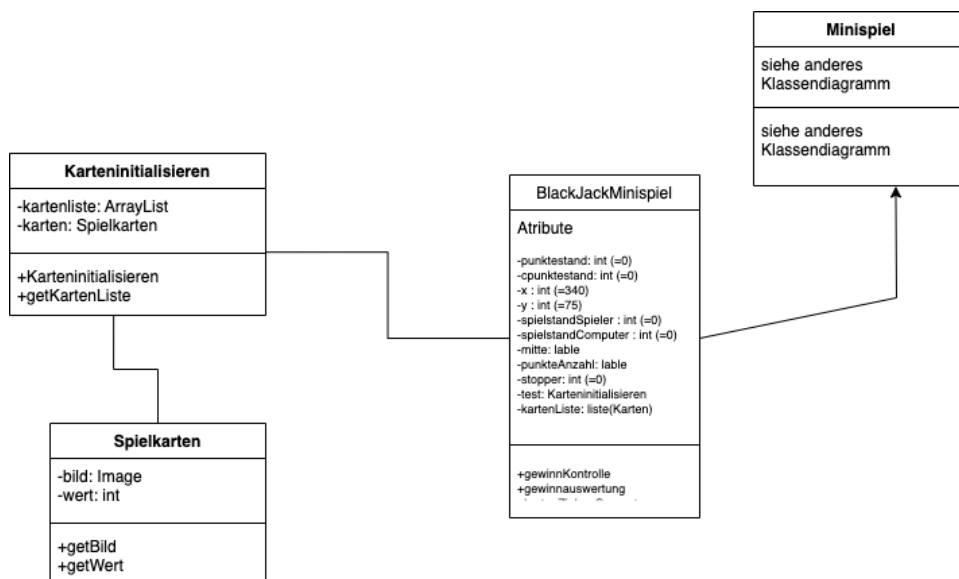 Minispiel
siehe anderes
Klassendiagramm
siehe anderes
Klassendiagramm
Karteninitialisieren
-kartenliste: ArrayList
-karten: Spielkarten
+Karteninitialisieren
+getKartenListe
BlackJackMinispiel
Atribute
-punktestand: int (=0)
-cpunktestand: int (=0)
-x : int (=340)
-y : int (=75)
-spielstandSpieler : int (=0)
-spielstandComputer : int (=0)
-mitte: lable
-punkteAnzahl: lable
-stopper: int (=0)
-test: Karteninitialisieren
-kartenListe: liste(Karten)
+gewinnKontrolle
+gewinnauswertung
Spielkarten
-bild: Image
-wert: int
+getBild
+getWert